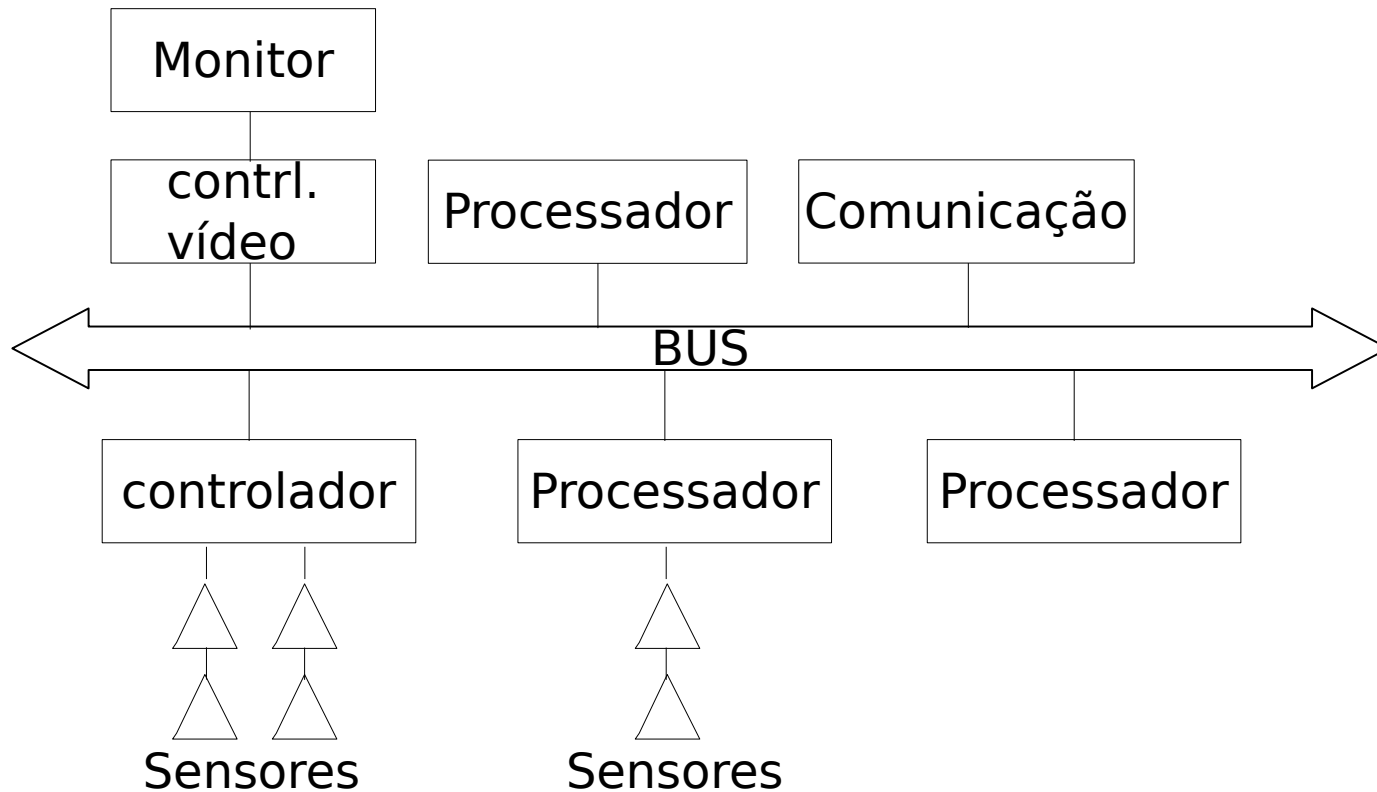 Monitor
contrl.
vídeo
Processador
Comunicação
BUS
controlador
Processador
Processador
Sensores
Sensores